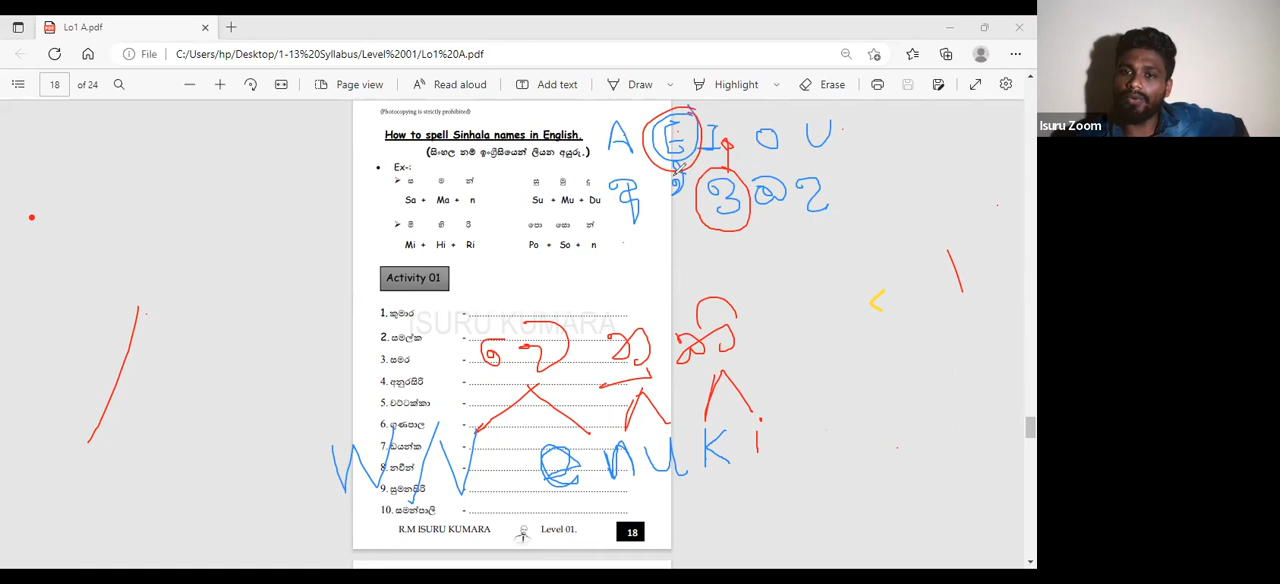 Lo1 A.pdf
File C:/Users/hp/Desktop/1-13%20Syllabus/Level%2001/Lo1%20A.pdf
18 of 24 Page view Read aloud Add text Draw Highlight Erase
Isuru Zoom
(Photocopying is strictly prohibited)
How to spell Sinhala names in English.
(සිංහල නම් ඉංග්‍රීසියෙන් ලියන අයුරු.)
A E I O U
Ex-:
ස ම න් සු මු දු
Sa + Ma + n Su + Mu + Du
අ එ ඉ ඔ උ
මි හි රි පො සො න්
Mi + Hi + Ri Po + So + n
Activity 01
1. කුමාර -
ISURU KUMARA
2. සමල්ක -
3. සමර -
වෙ නු කි
4. අනුරසිරි -
5. චට්ටක්කා -
6. ගුණපාල -
7. දයන්ක -
W/V e n u K i
8. නවීන් -
9. සුමනසිරි -
10. සමන්පාලි -
R.M ISURU KUMARA Level 01. 18